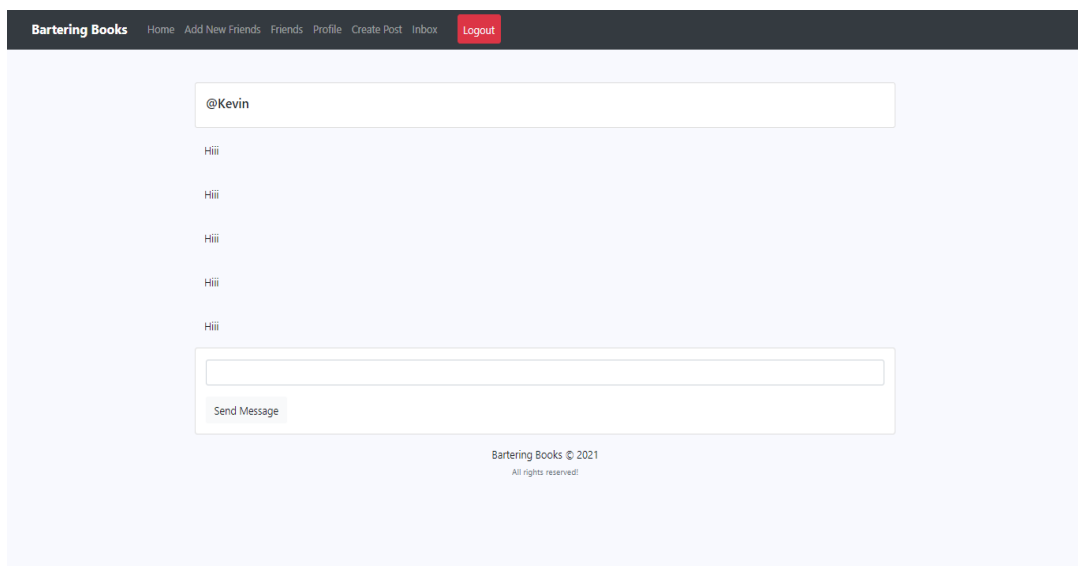 Bartering Books Home Add New Friends Friends Profile Create Post Inbox Logout
@Kevin
Hiii
Hiii
Hiii
Hiii
Hiii
Send Message
Bartering Books © 2021
All rights reserved!